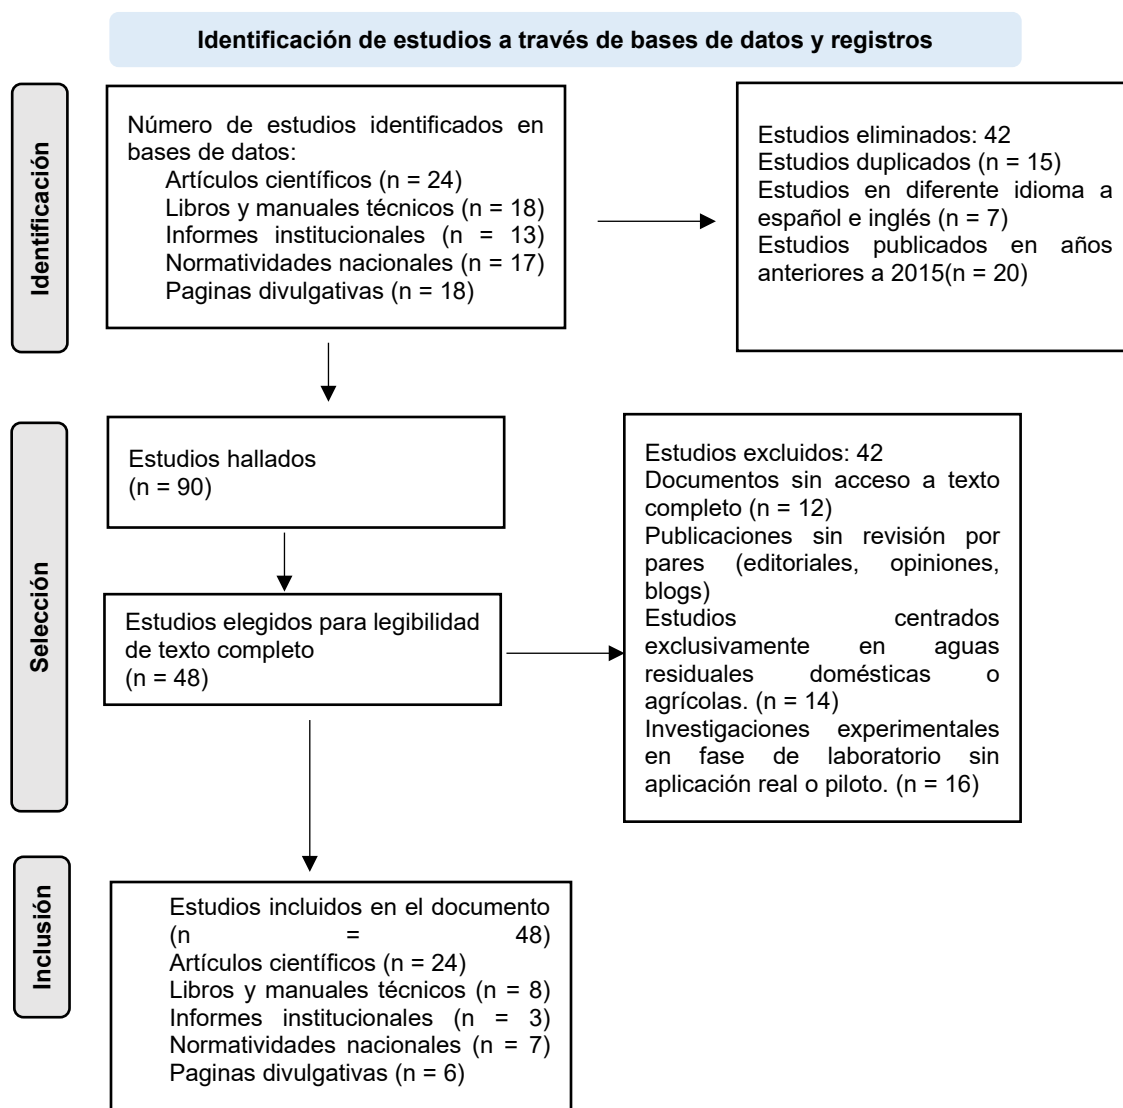 Identificación de estudios a través de bases de datos y registros
Identificación
Número de estudios identificados en
bases de datos:
Artículos científicos (n = 24)
Libros y manuales técnicos (n = 18)
Informes institucionales (n = 13)
Normatividades nacionales (n = 17)
Paginas divulgativas (n = 18)
Estudios eliminados: 42
Estudios duplicados (n = 15)
Estudios en diferente idioma a
español e inglés (n = 7)
Estudios publicados en años
anteriores a 2015(n = 20)
Selección
Estudios hallados
(n = 90)
Estudios elegidos para legibilidad
de texto completo
(n = 48)
Estudios excluidos: 42
Documentos sin acceso a texto
completo (n = 12)
Publicaciones sin revisión por
pares (editoriales, opiniones,
blogs)
Estudios centrados
exclusivamente en aguas
residuales domésticas o
agrícolas. (n = 14)
Investigaciones experimentales
en fase de laboratorio sin
aplicación real o piloto. (n = 16)
Inclusión
Estudios incluidos en el documento
(n = 48)
Artículos científicos (n = 24)
Libros y manuales técnicos (n = 8)
Informes institucionales (n = 3)
Normatividades nacionales (n = 7)
Paginas divulgativas (n = 6)